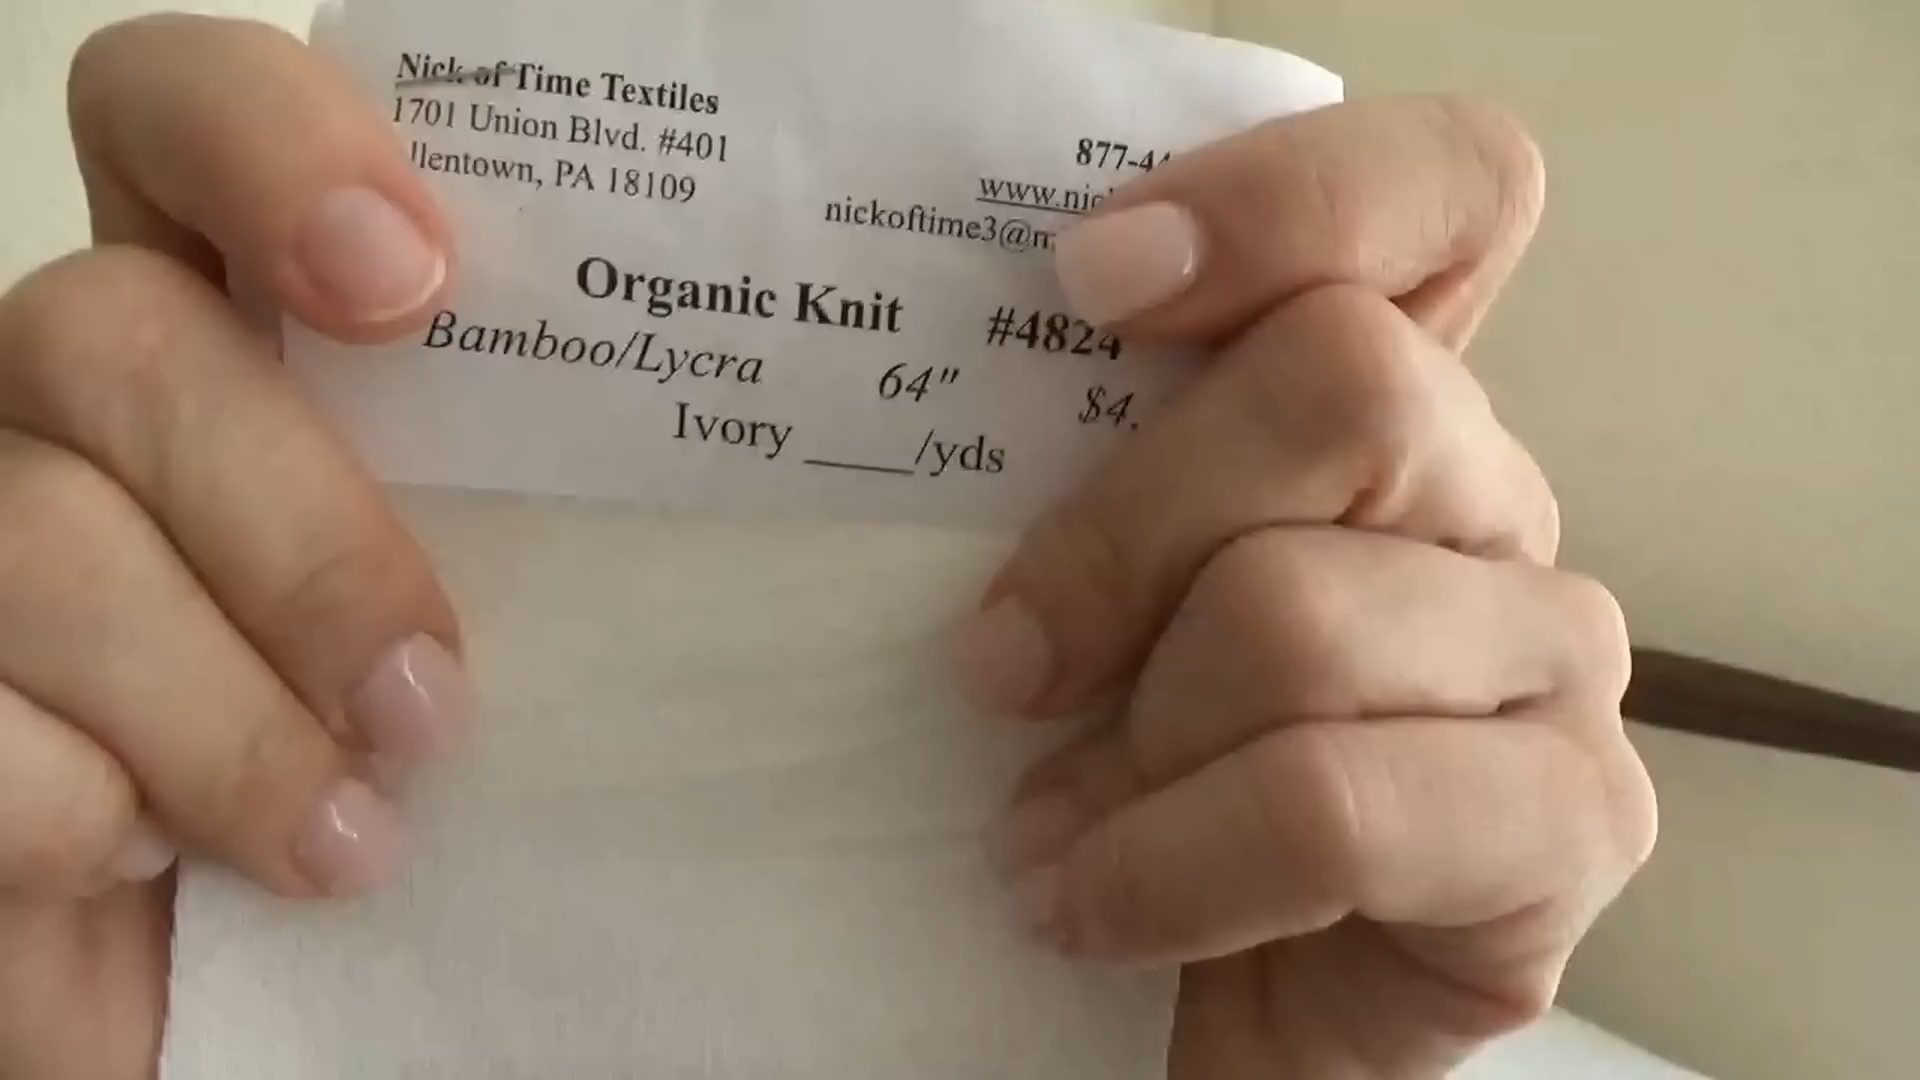 Nick of Time Textiles
1701 Union Blvd. #401
llentown, PA 18109
877-44
www.nic
nickoftime3@m
Organic Knit #4824
Bamboo/Lycra 64" $4.
Ivory ____/yds